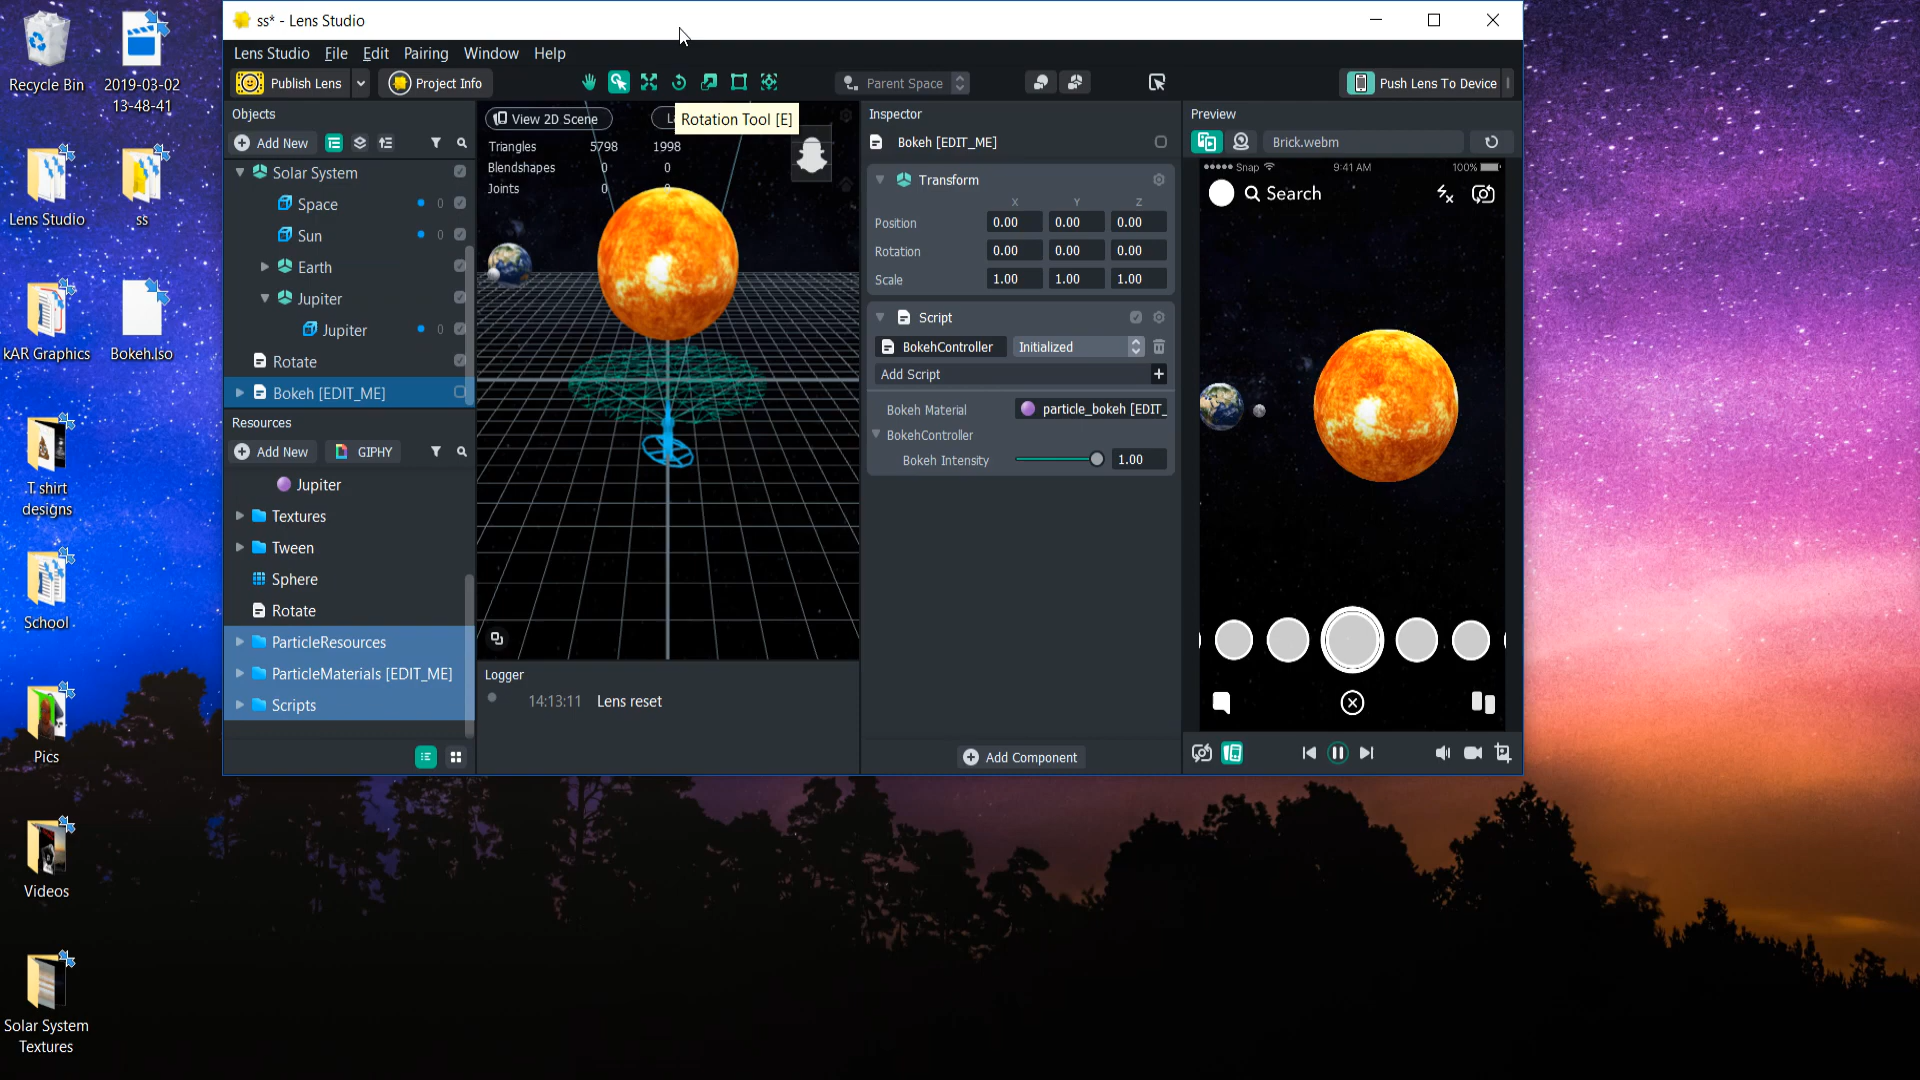 Recycle Bin
2019-03-02
13-48-41
Lens Studio
ss
kAR Graphics
Bokeh.lso
T shirt
designs
School
Pics
Videos
Solar System
Textures
ss* - Lens Studio
Lens Studio File Edit Pairing Window Help
Publish Lens
Project Info
Parent Space
Push Lens To Device
Rotation Tool [E]
Objects
Add New
Solar System
Space 0
Sun 0
Earth
Jupiter
Jupiter 0
Rotate
Bokeh [EDIT_ME]
Resources
Add New
GIPHY
Jupiter
Textures
Tween
Sphere
Rotate
ParticleResources
ParticleMaterials [EDIT_ME]
Scripts
View 2D Scene
Triangles 5798 1998
Blendshapes 0 0
Joints 0 0
Logger
14:13:11 Lens reset
Inspector
Bokeh [EDIT_ME]
Transform
X Y Z
Position 0.00 0.00 0.00
Rotation 0.00 0.00 0.00
Scale 1.00 1.00 1.00
Script
BokehController Initialized
Add Script
Bokeh Material particle_bokeh [EDIT_
BokehController
Bokeh Intensity 1.00
Add Component
Preview
Brick.webm
Snap 9:41 AM 100%
Search